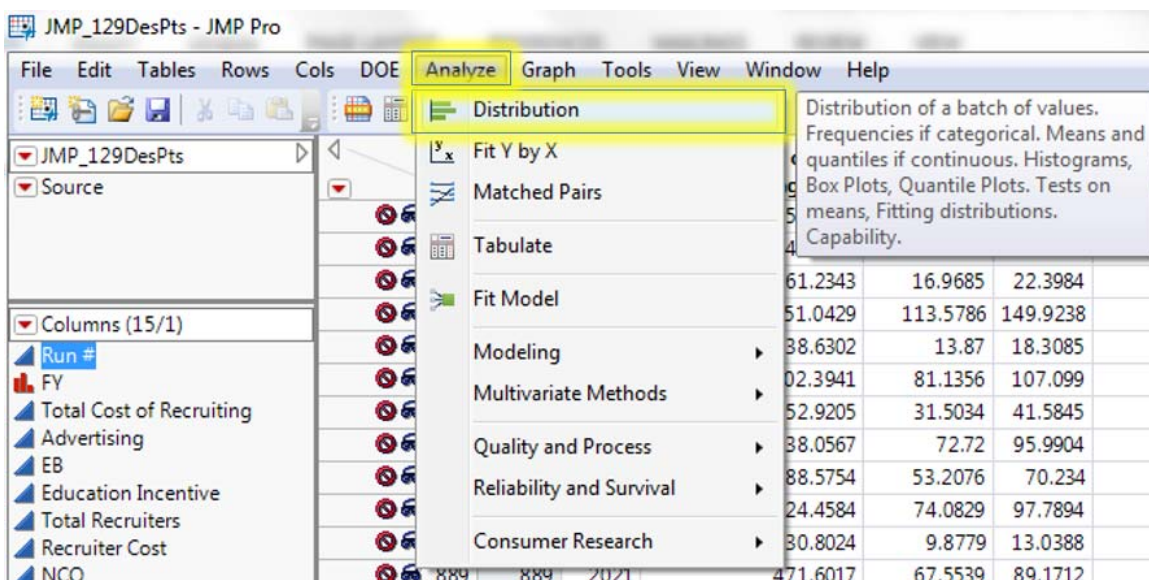 JMP_129DesPts - JMP Pro
File Edit Tables Rows Cols DOE Analyze Graph Tools View Window Help
JMP_129DesPts
Source
Columns (15/1)
Run #
FY
Total Cost of Recruiting
Advertising
EB
Education Incentive
Total Recruiters
Recruiter Cost
NCO
Distribution
Fit Y by X
Matched Pairs
Tabulate
Fit Model
Modeling
Multivariate Methods
Quality and Process
Reliability and Survival
Consumer Research
Distribution of a batch of values.
Frequencies if categorical. Means and
quantiles if continuous. Histograms,
Box Plots, Quantile Plots. Tests on
means, Fitting distributions.
Capability.
61.2343 16.9685 22.3984
51.0429 113.5786 149.9238
38.6302 13.87 18.3085
02.3941 81.1356 107.099
52.9205 31.5034 41.5845
38.0567 72.72 95.9904
88.5754 53.2076 70.234
24.4584 74.0829 97.7894
30.8024 9.8779 13.0388
889 889 2021 471.6017 67.5539 89.1712